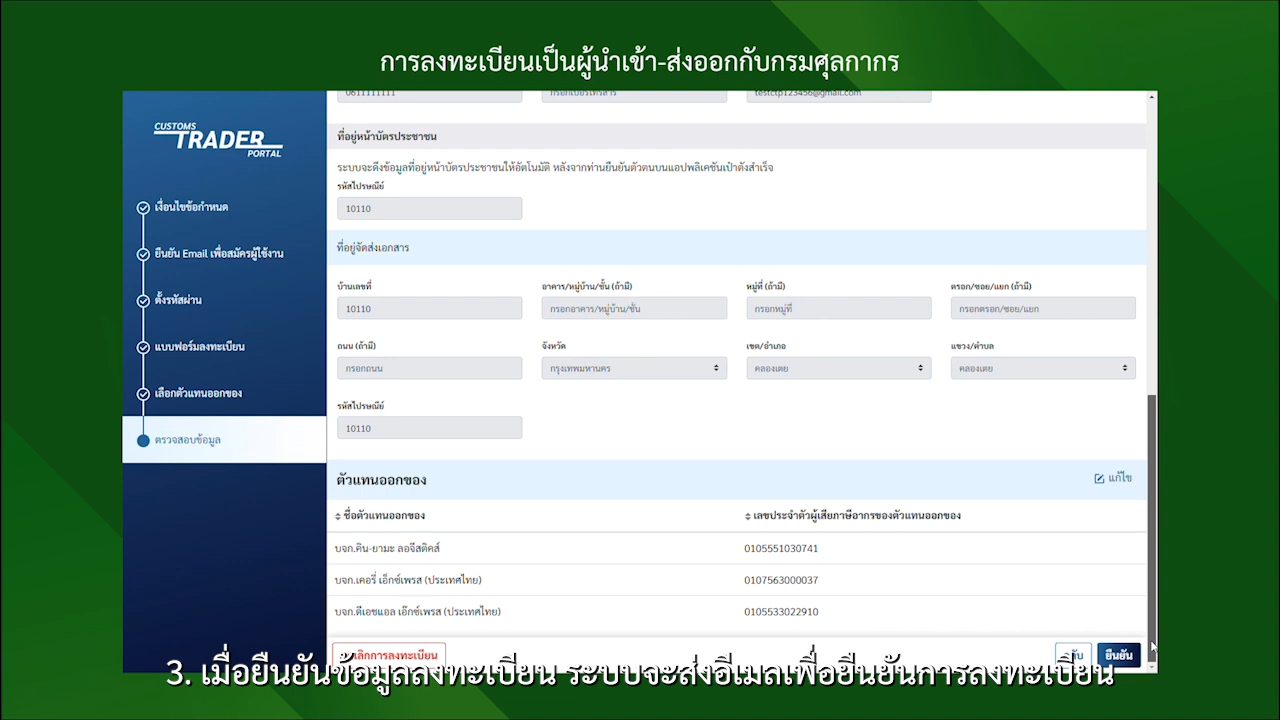 การลงทะเบียนเป็นผู้นำเข้า-ส่งออกกับกรมศุลกากร
CUSTOMS
TRADER
PORTAL
เงื่อนไขข้อกำหนด
ยืนยัน Email เพื่อสมัครผู้ใช้งาน
ตั้งรหัสผ่าน
แบบฟอร์มลงทะเบียน
เลือกตัวแทนออกของ
ตรวจสอบข้อมูล
0611111111 กรอกเบอร์โทรสาร testctp123456@gmail.com
ที่อยู่หน้าบัตรประชาชน
ระบบจะดึงข้อมูลที่อยู่หน้าบัตรประชาชนให้อัตโนมัติ หลังจากท่านยืนยันตัวตนบนแอปพลิเคชันเป๋าตังสำเร็จ
รหัสไปรษณีย์
10110
ที่อยู่จัดส่งเอกสาร
บ้านเลขที่ อาคาร/หมู่บ้าน/ชั้น (ถ้ามี) หมู่ที่ (ถ้ามี) ตรอก/ซอย/แยก (ถ้ามี)
10110 กรอกอาคาร/หมู่บ้าน/ชั้น กรอกหมู่ที่ กรอกตรอก/ซอย/แยก
ถนน (ถ้ามี) จังหวัด เขต/อำเภอ แขวง/ตำบล
กรอกถนน กรุงเทพมหานคร คลองเตย คลองเตย
รหัสไปรษณีย์
10110
ตัวแทนออกของ แก้ไข
ชื่อตัวแทนออกของ เลขประจำตัวผู้เสียภาษีอากรของตัวแทนออกของ
บจก.คิน-ยามะ ลอจีสติคส์ 0105551030741
บจก.เคอรี่ เอ็กซ์เพรส (ประเทศไทย) 0107563000037
บจก.ดีเอชแอล เอ๊กซ์เพรส (ประเทศไทย) 0105533022910
ยืนยัน
3. เมื่อยืนยันข้อมูลลงทะเบียน ระบบจะส่งอีเมลเพื่อยืนยันการลงทะเบียน